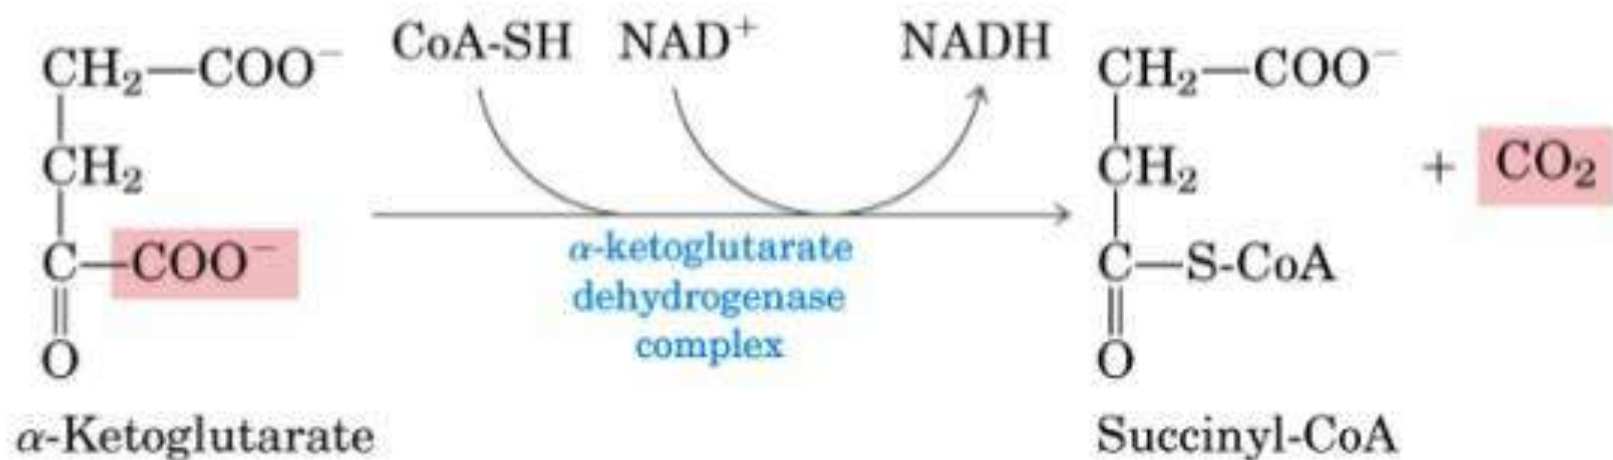 CoA-SH NAD⁺ NADH
CH₂—COO⁻ CH₂—COO⁻
CH₂ CH₂ + CO₂
C—COO⁻ C—S-CoA
α-ketoglutarate
dehydrogenase
complex
O O
α-Ketoglutarate Succinyl-CoA